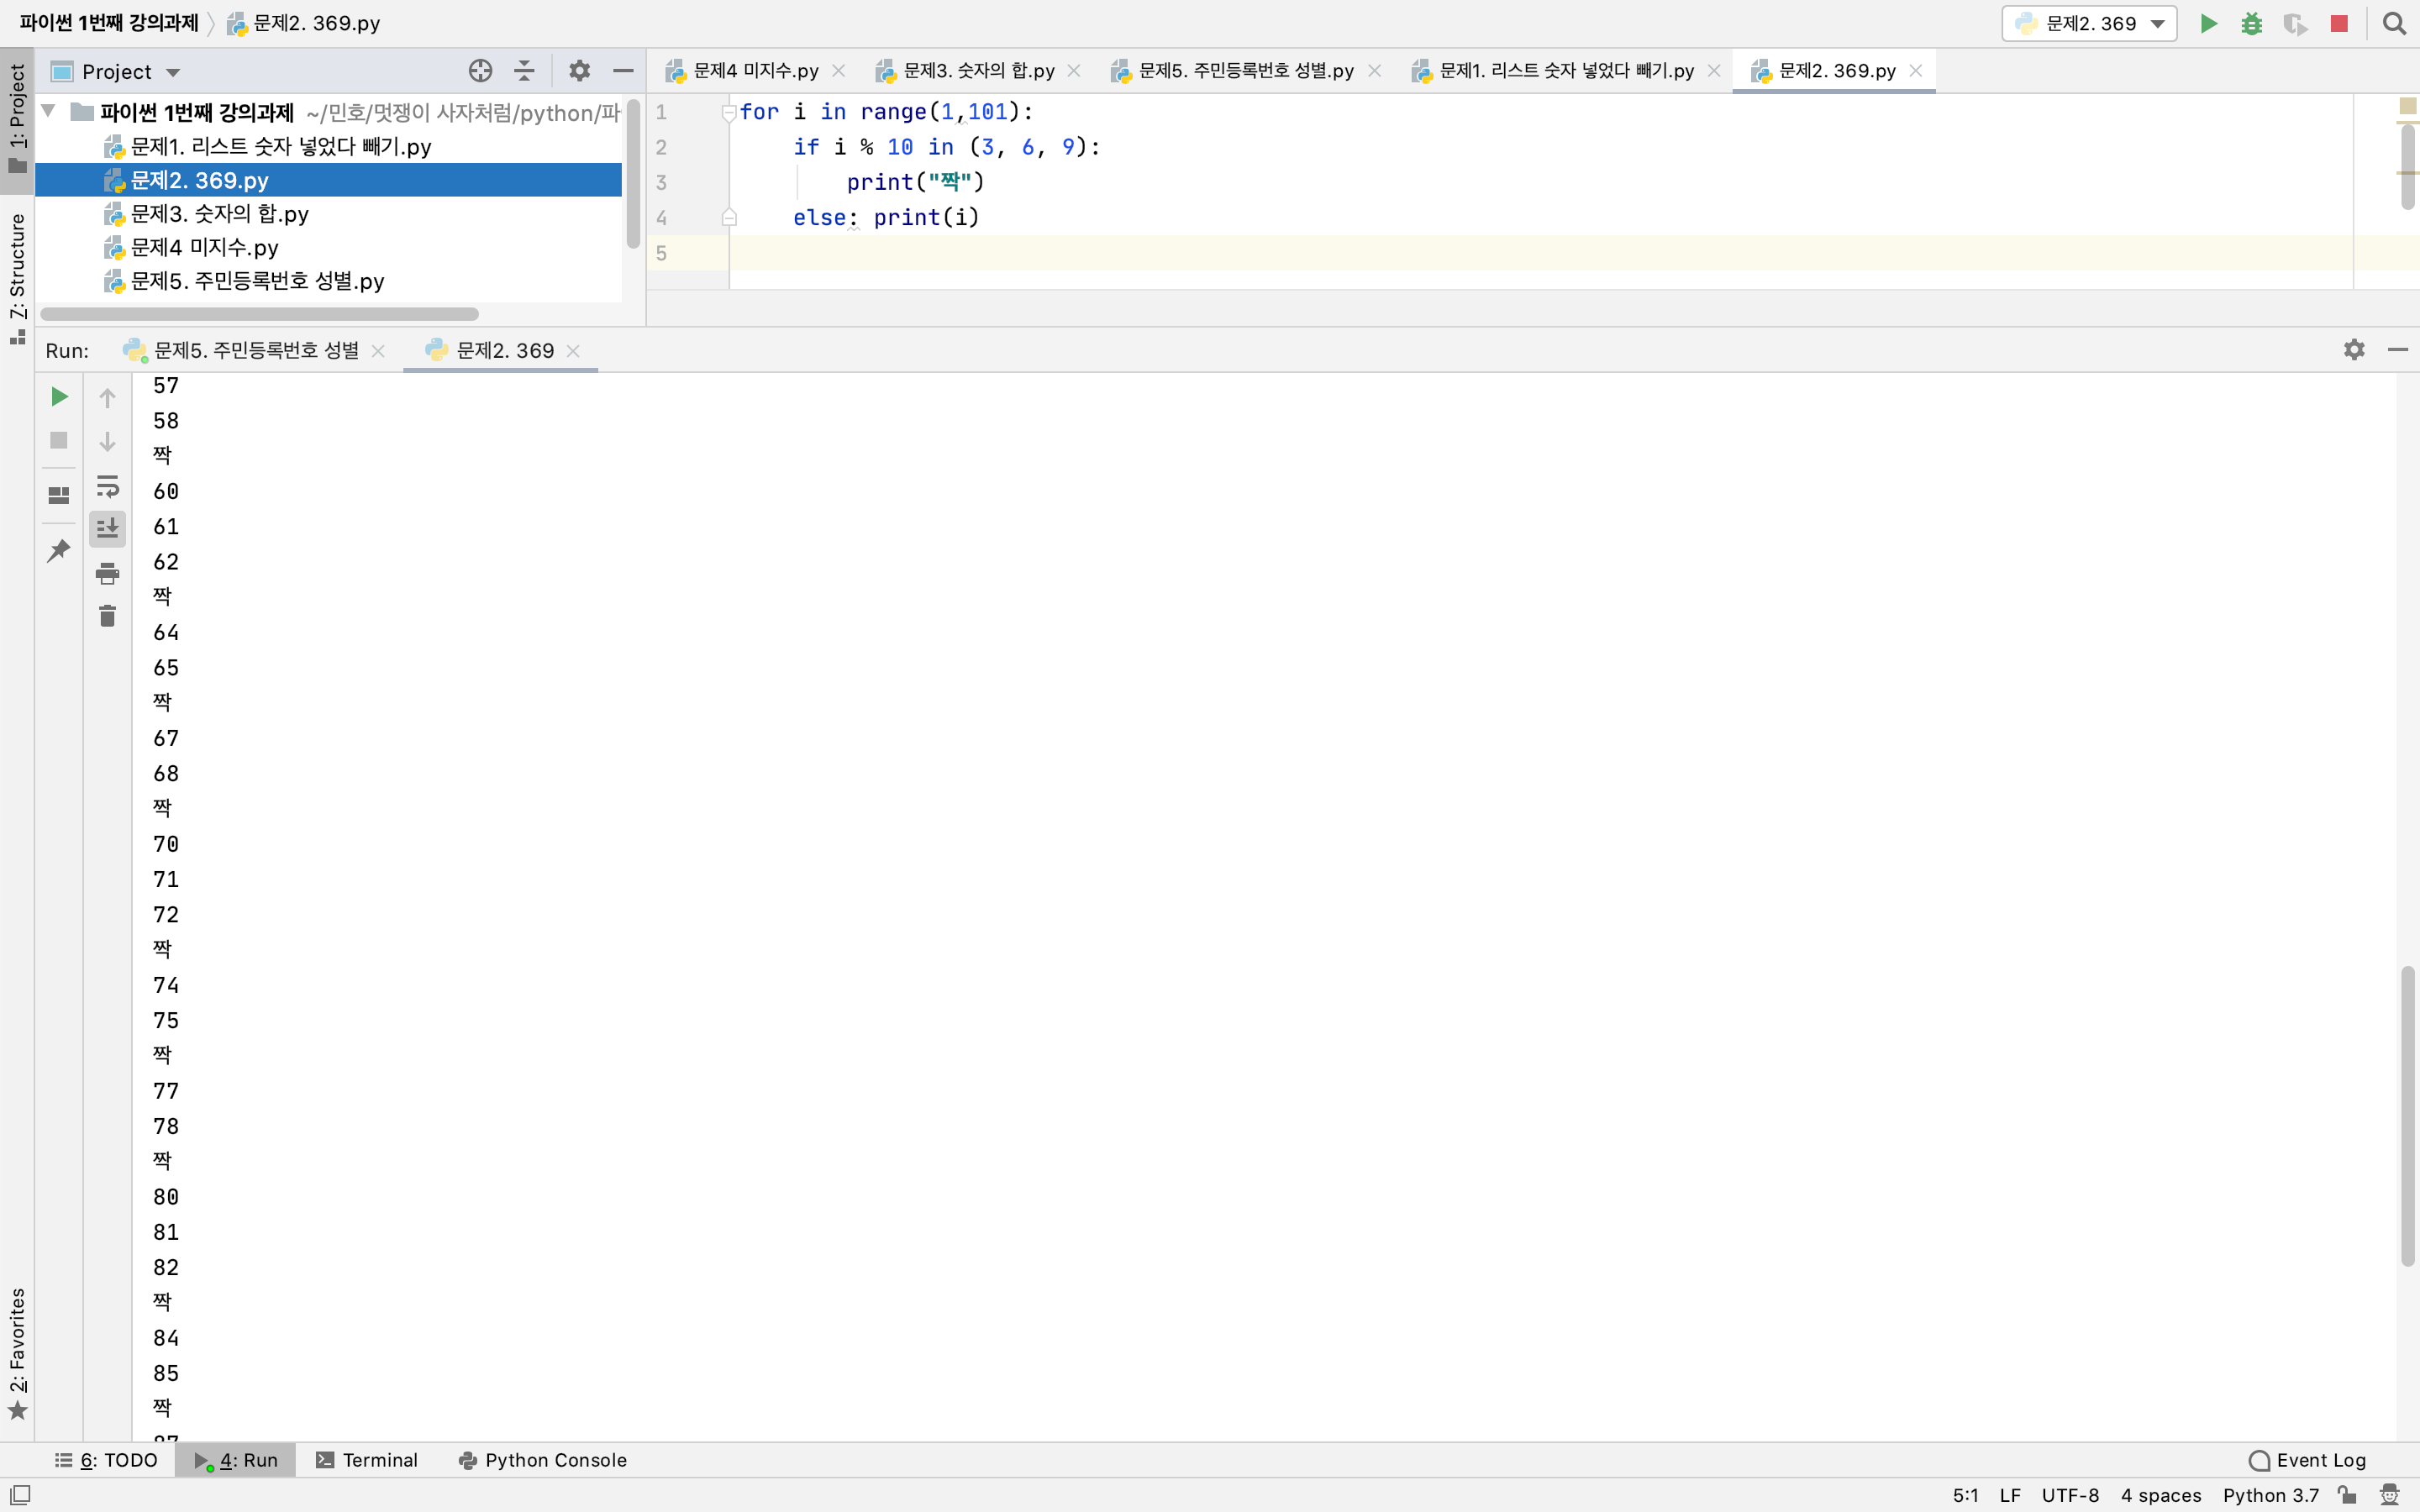 파이썬 1번째 강의과제 문제2. 369.py
문제2. 369
1: Project
Project
문제4 미지수.py
문제3. 숫자의 합.py
문제5. 주민등록번호 성별.py
문제1. 리스트 숫자 넣었다 빼기.py
문제2. 369.py
파이썬 1번째 강의과제 ~/민호/멋쟁이 사자처럼/python/파
문제1. 리스트 숫자 넣었다 빼기.py
문제2. 369.py
문제3. 숫자의 합.py
문제4 미지수.py
문제5. 주민등록번호 성별.py
7: Structure
1 for i in range(1,101):
2 if i % 10 in (3, 6, 9):
3 print("짝")
4 else: print(i)
5
Run: 문제5. 주민등록번호 성별 문제2. 369
57
58
짝
60
61
62
짝
64
65
짝
67
68
짝
70
71
72
짝
74
75
짝
77
78
짝
80
81
82
짝
84
85
짝
2: Favorites
6: TODO 4: Run Terminal Python Console Event Log
5:1 LF UTF-8 4 spaces Python 3.7